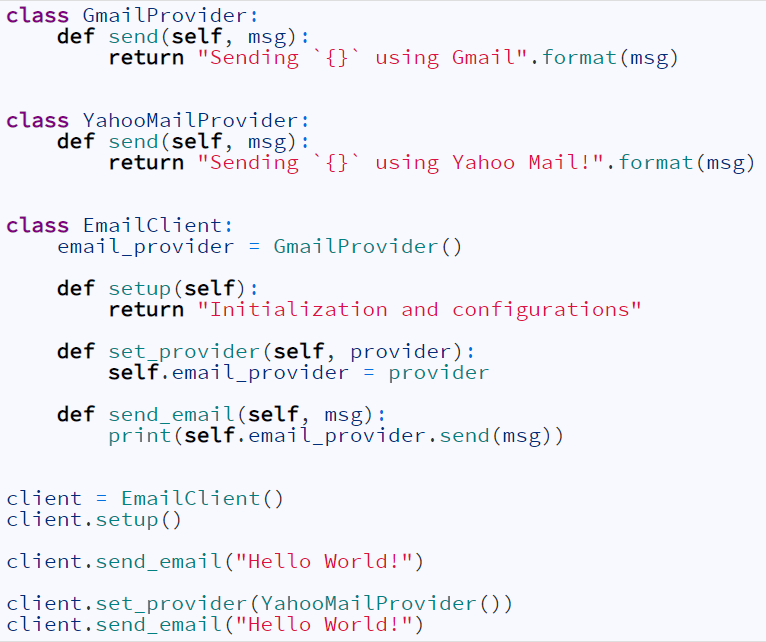 class GmailProvider:
    def send(self, msg):
        return "Sending `{}` using Gmail".format(msg)


class YahooMailProvider:
    def send(self, msg):
        return "Sending `{}` using Yahoo Mail!".format(msg)


class EmailClient:
    email_provider = GmailProvider()

    def setup(self):
        return "Initialization and configurations"

    def set_provider(self, provider):
        self.email_provider = provider

    def send_email(self, msg):
        print(self.email_provider.send(msg))


client = EmailClient()
client.setup()

client.send_email("Hello World!")

client.set_provider(YahooMailProvider())
client.send_email("Hello World!")